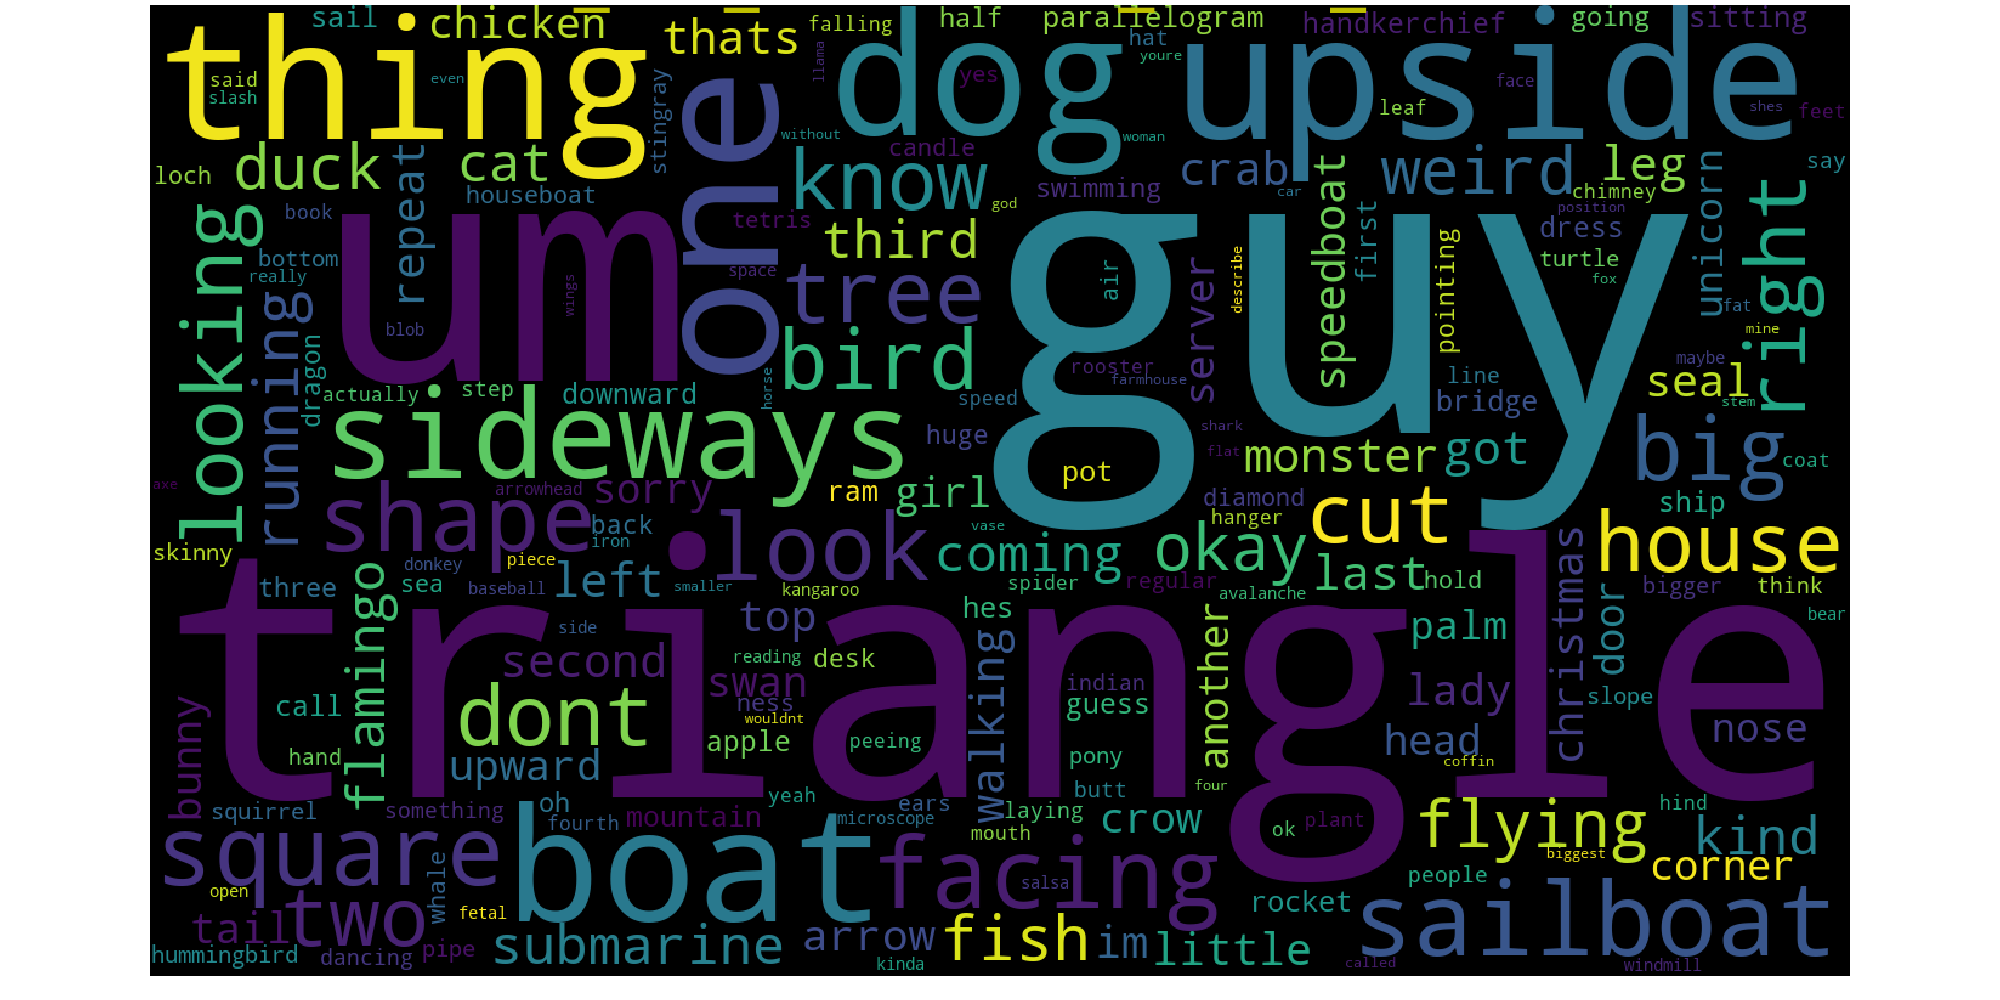 sail
chicken
thats
falling
half
parallelogram
hat
youre
handkerchief
going
sitting
thing
said
slash
even
stingray
one
llama
dog
yes
upside
face
leaf
shes
feet
without
woman
loch
duck
cat
repeat
houseboat
know
candle
swimming
god
crab
car
speedboat
weird
leg
chimney
say
looking
book
um
tetris
third
guy
first
position
dress
unicorn
right
bottom
really
running
dragon
blob
wings
space
tree
air
server
describe
pointing
turtle
fox
fat
mine
bird
rooster
farmhouse
maybe
actually
step
downward
horse
speed
line
bridge
seal
stem
sideways
huge
shark
flat
monster
got
big
coat
axe
arrowhead
sorry
ram
girl
pot
diamond
hanger
cut
ship
shape
back
iron
look
vase
coming
okay
house
skinny
donkey
piece
three
flamingo
sea
baseball
left
smaller
kangaroo
spider
regular
avalanche
last
hold
christmas
bigger
think
triangle
side
top
hes
walking
another
palm
door
bear
second
reading
desk
swan
ness
indian
guess
lady
slope
bunny
call
dont
wouldnt
apple
peeing
head
nose
hand
upward
pony
coffin
squirrel
something
oh
fourth
mountain
yeah
microscope
ears
butt
laying
mouth
crow
four
ok
plant
flying
hind
kind
square
boat
facing
salsa
biggest
corner
open
tail
two
whale
fetal
people
rocket
sailboat
hummingbird
dancing
pipe
submarine
arrow
kinda
fish
im
little
called
windmill